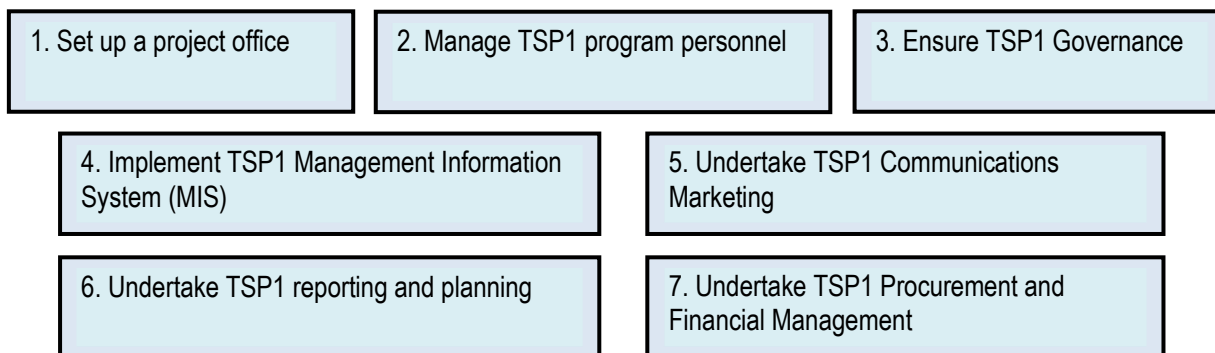 1. Set up a project office
2. Manage TSP1 program personnel
3. Ensure TSP1 Governance
4. Implement TSP1 Management Information
System (MIS)
5. Undertake TSP1 Communications
Marketing
6. Undertake TSP1 reporting and planning
7. Undertake TSP1 Procurement and
Financial Management